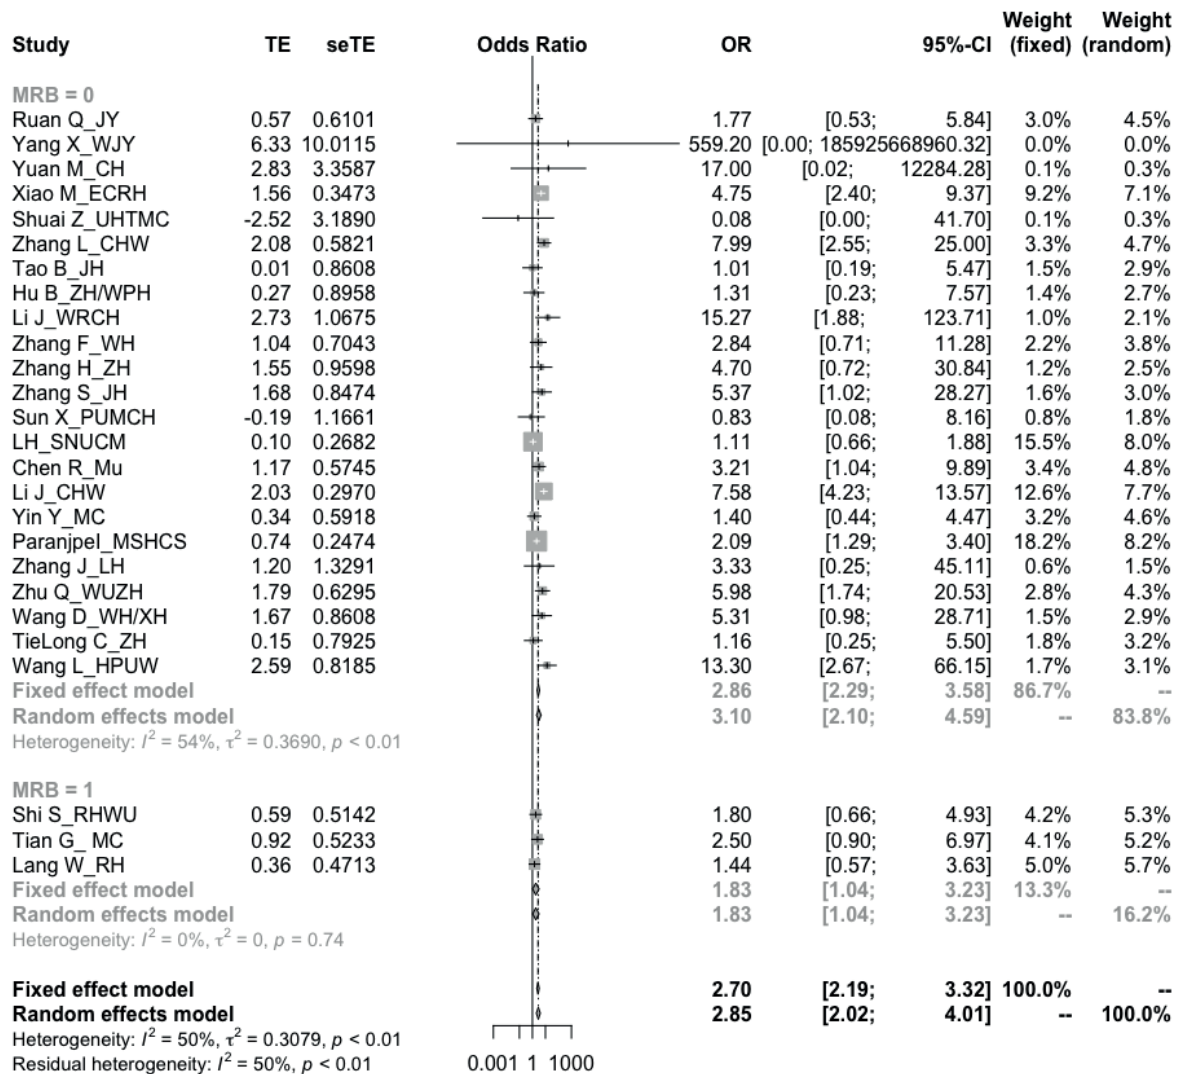 Weight Weight
Study TE seTE Odds Ratio OR 95%-CI (fixed) (random)
MRB = 0
Ruan Q_JY 0.57 0.6101 1.77 [0.53; 5.84] 3.0% 4.5%
Yang X_WJY 6.33 10.0115 559.20 [0.00; 185925668960.32] 0.0% 0.0%
Yuan M_CH 2.83 3.3587 17.00 [0.02; 12284.28] 0.1% 0.3%
Xiao M_ECRH 1.56 0.3473 4.75 [2.40; 9.37] 9.2% 7.1%
Shuai Z_UHTMC -2.52 3.1890 0.08 [0.00; 41.70] 0.1% 0.3%
Zhang L_CHW 2.08 0.5821 7.99 [2.55; 25.00] 3.3% 4.7%
Tao B_JH 0.01 0.8608 1.01 [0.19; 5.47] 1.5% 2.9%
Hu B_ZH/WPH 0.27 0.8958 1.31 [0.23; 7.57] 1.4% 2.7%
Li J_WRCH 2.73 1.0675 15.27 [1.88; 123.71] 1.0% 2.1%
Zhang F_WH 1.04 0.7043 2.84 [0.71; 11.28] 2.2% 3.8%
Zhang H_ZH 1.55 0.9598 4.70 [0.72; 30.84] 1.2% 2.5%
Zhang S_JH 1.68 0.8474 5.37 [1.02; 28.27] 1.6% 3.0%
Sun X_PUMCH -0.19 1.1661 0.83 [0.08; 8.16] 0.8% 1.8%
LH_SNUCM 0.10 0.2682 1.11 [0.66; 1.88] 15.5% 8.0%
Chen R_Mu 1.17 0.5745 3.21 [1.04; 9.89] 3.4% 4.8%
Li J_CHW 2.03 0.2970 7.58 [4.23; 13.57] 12.6% 7.7%
Yin Y_MC 0.34 0.5918 1.40 [0.44; 4.47] 3.2% 4.6%
ParanjpeI_MSHCS 0.74 0.2474 2.09 [1.29; 3.40] 18.2% 8.2%
Zhang J_LH 1.20 1.3291 3.33 [0.25; 45.11] 0.6% 1.5%
Zhu Q_WUZH 1.79 0.6295 5.98 [1.74; 20.53] 2.8% 4.3%
Wang D_WH/XH 1.67 0.8608 5.31 [0.98; 28.71] 1.5% 2.9%
TieLong C_ZH 0.15 0.7925 1.16 [0.25; 5.50] 1.8% 3.2%
Wang L_HPUW 2.59 0.8185 13.30 [2.67; 66.15] 1.7% 3.1%
Fixed effect model 2.86 [2.29; 3.58] 86.7% --
Random effects model 3.10 [2.10; 4.59] -- 83.8%
Heterogeneity: I² = 54%, τ² = 0.3690, p < 0.01
MRB = 1
Shi S_RHWU 0.59 0.5142 1.80 [0.66; 4.93] 4.2% 5.3%
Tian G_ MC 0.92 0.5233 2.50 [0.90; 6.97] 4.1% 5.2%
Lang W_RH 0.36 0.4713 1.44 [0.57; 3.63] 5.0% 5.7%
Fixed effect model 1.83 [1.04; 3.23] 13.3% --
Random effects model 1.83 [1.04; 3.23] -- 16.2%
Heterogeneity: I² = 0%, τ² = 0, p = 0.74
Fixed effect model 2.70 [2.19; 3.32] 100.0% --
Random effects model 2.85 [2.02; 4.01] -- 100.0%
Heterogeneity: I² = 50%, τ² = 0.3079, p < 0.01
Residual heterogeneity: I² = 50%, p < 0.01 0.001 1 1000